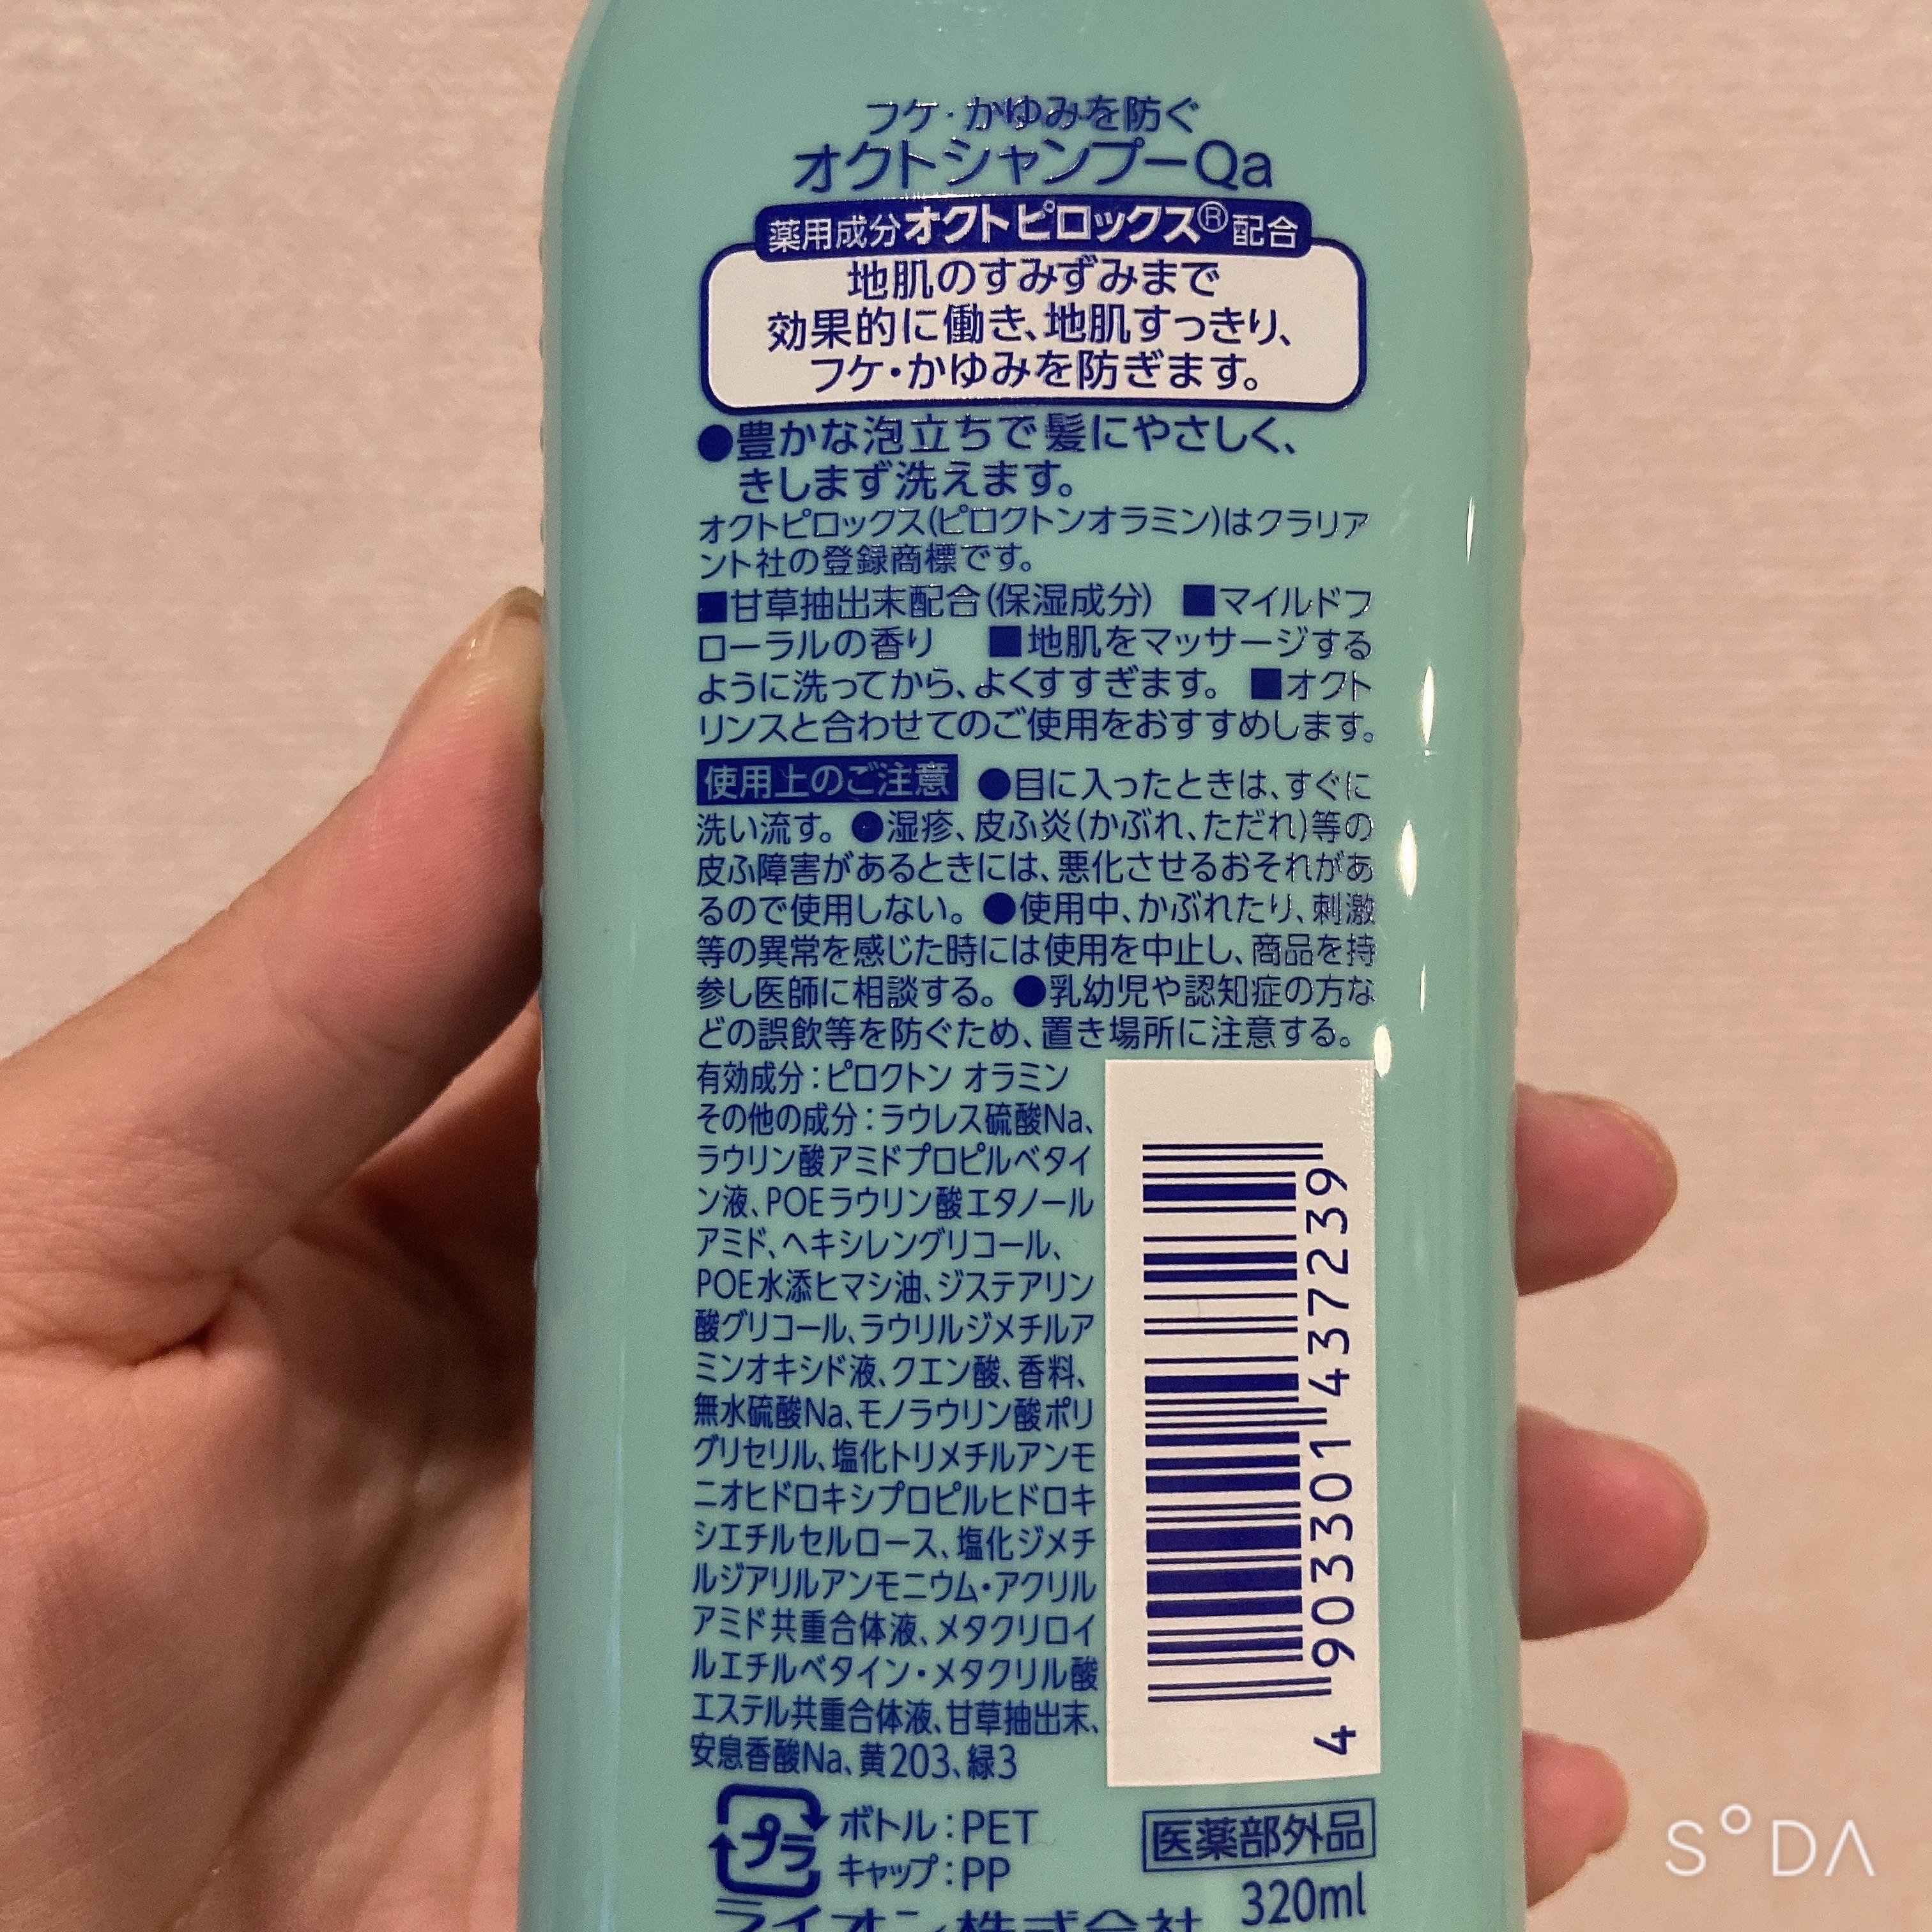 フケ・かゆみを防ぐ
オクトシャンプーQa
薬用成分オクトピロックス®配合
地肌のすみずみまで
効果的に働き、地肌すっきり、
フケ・かゆみを防ぎます。
●豊かな泡立ちで髪にやさしく、
きしまず洗えます。
オクトピロックス(ピロクトンオラミン)はクラリア
ント社の登録商標です。
■甘草抽出末配合(保湿成分) ■マイルドフ
ローラルの香り ■地肌をマッサージする
ように洗ってから、よくすすぎます。 ■オクト
リンスと合わせてのご使用をおすすめします。
使用上のご注意 ●目に入ったときは、すぐに
洗い流す。●湿疹、皮ふ炎(かぶれ、ただれ)等の
皮ふ障害があるときには、悪化させるおそれがあ
るので使用しない。●使用中、かぶれたり、刺激
等の異常を感じた時には使用を中止し、商品を持
参し医師に相談する。●乳幼児や認知症の方な
どの誤飲等を防ぐため、置き場所に注意する。
有効成分：ピロクトン オラミン
その他の成分：ラウレス硫酸Na、
ラウリン酸アミドプロピルベタイ
ン液、POEラウリン酸エタノール
アミド、ヘキシレングリコール、
POE水添ヒマシ油、ジステアリン
酸グリコール、ラウリルジメチルア
ミンオキシド液、クエン酸、香料、
無水硫酸Na、モノラウリン酸ポリ
グリセリル、塩化トリメチルアンモ
ニオヒドロキシプロピルヒドロキ
シエチルセルロース、塩化ジメチ
ルジアリルアンモニウム・アクリル
アミド共重合体液、メタクリロイ
ルエチルベタイン・メタクリル酸
エステル共重合体液、甘草抽出末、
安息香酸Na、黄203、緑3
4 903301 437239
プラ
ボトル：PET
キャップ：PP
医薬部外品
320ml
ライオン株式会社
SODA